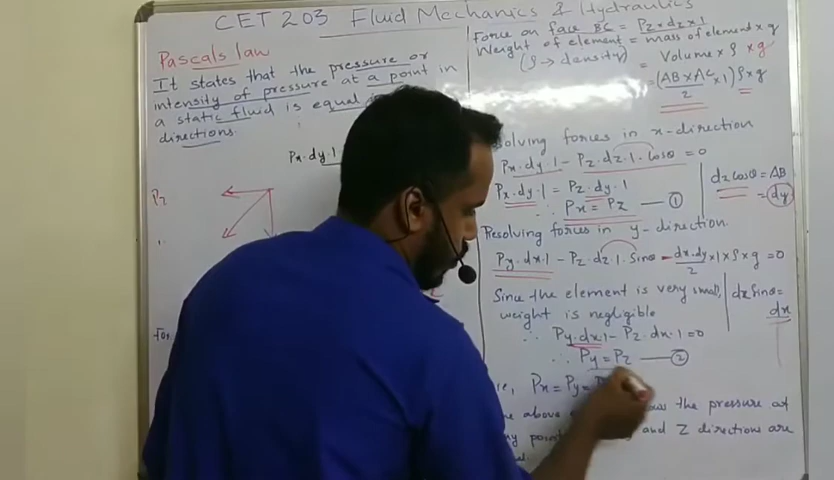 CET 203 Fluid Mechanics & Hydraulics
Pascals law
It states that the pressure or
intensity of pressure at a point in
a static fluid is equal in
directions.
Px.dy.1
Pz
Force on face BC = Pz × dz × 1
Weight of element = mass of element × g
(ρ → density) = Volume × ρ × g
= (AB × AC/2 × 1) ρ × g
solving forces in x-direction
Px.dy.1 - Pz.dz.1.cosθ = 0
Px.dy.1 = Pz.dy.1
∴ Px = Pz — ①
dz cosθ = AB
= dy
Resolving forces in y-direction.
Py.dx.1 - Pz.dz.1.sinθ - dx.dy/2 × 1 × ρ × g = 0
Since the element is very small,
weight is negligible
dz sinθ =
dx
∴ Py.dx.1 - Pz.dx.1 = 0
∴ Py = Pz — ②
ie, Px = Py =
above
the pressure at
and Z directions are